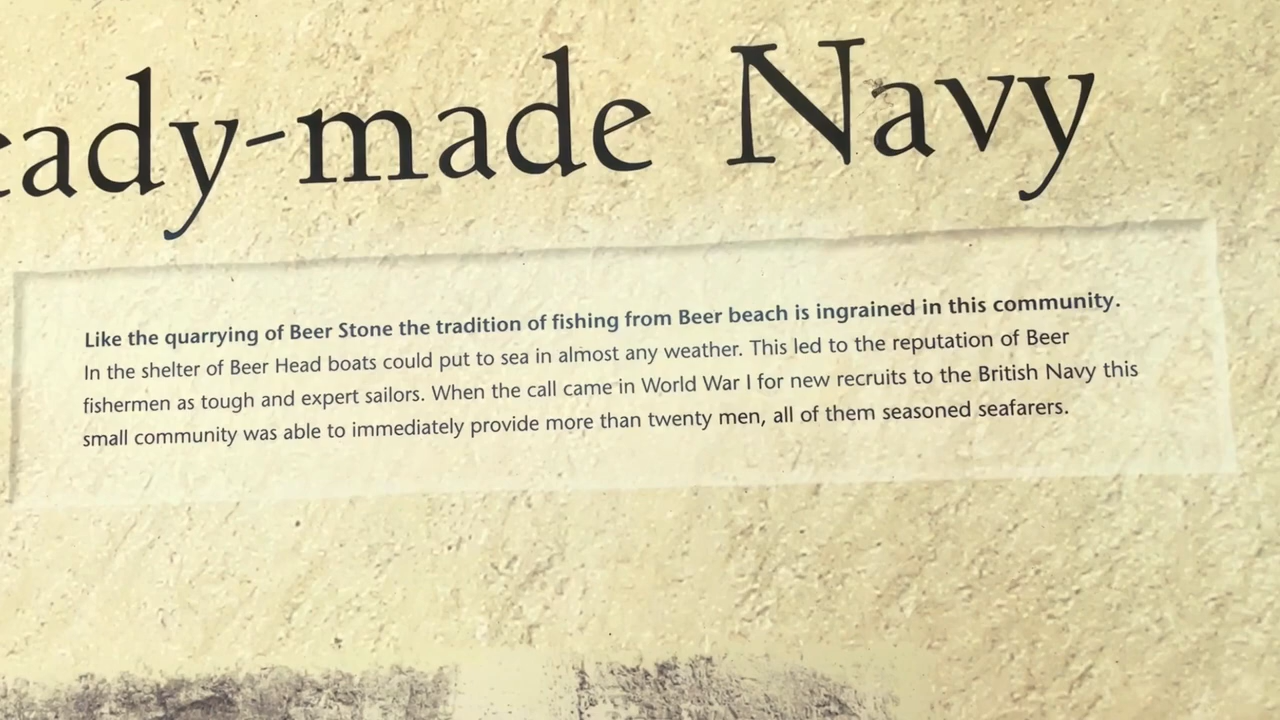 eady-made Navy
Like the quarrying of Beer Stone the tradition of fishing from Beer beach is ingrained in this community.
In the shelter of Beer Head boats could put to sea in almost any weather. This led to the reputation of Beer
fishermen as tough and expert sailors. When the call came in World War I for new recruits to the British Navy this
small community was able to immediately provide more than twenty men, all of them seasoned seafarers.